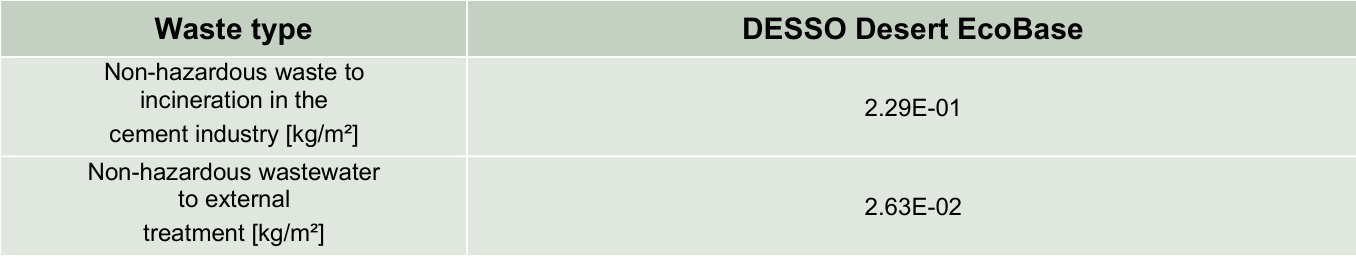 Waste type
DESSO Desert EcoBase
Non-hazardous waste to
incineration in the
cement industry [kg/m²]
2.29E-01
Non-hazardous wastewater
to external
treatment [kg/m²]
2.63E-02